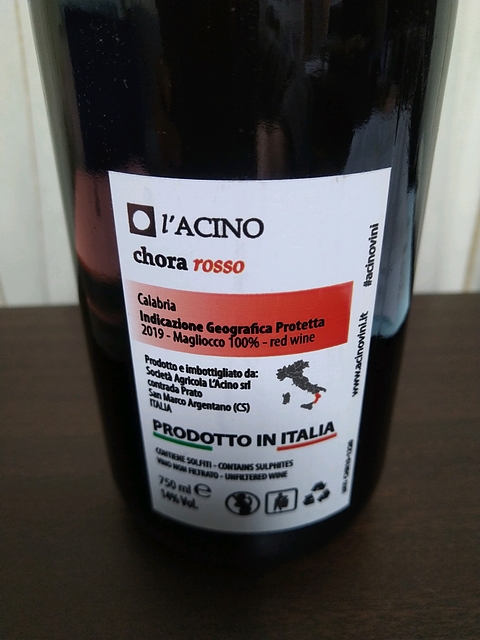 l'ACINO
chora rosso
Calabria
Indicazione Geografica Protetta
2019 - Magliocco 100% - red wine
Prodotto e imbottigliato da:
Società Agricola L'Acino srl
contrada Prato
San Marco Argentano (CS)
ITALIA
PRODOTTO IN ITALIA
CONTIENE SOLFITI - CONTAINS SULPHITES
VINO NON FILTRATO - UNFILTERED WINE
750 ml e
14% Vol.
www.acinovini.it
#acinovini